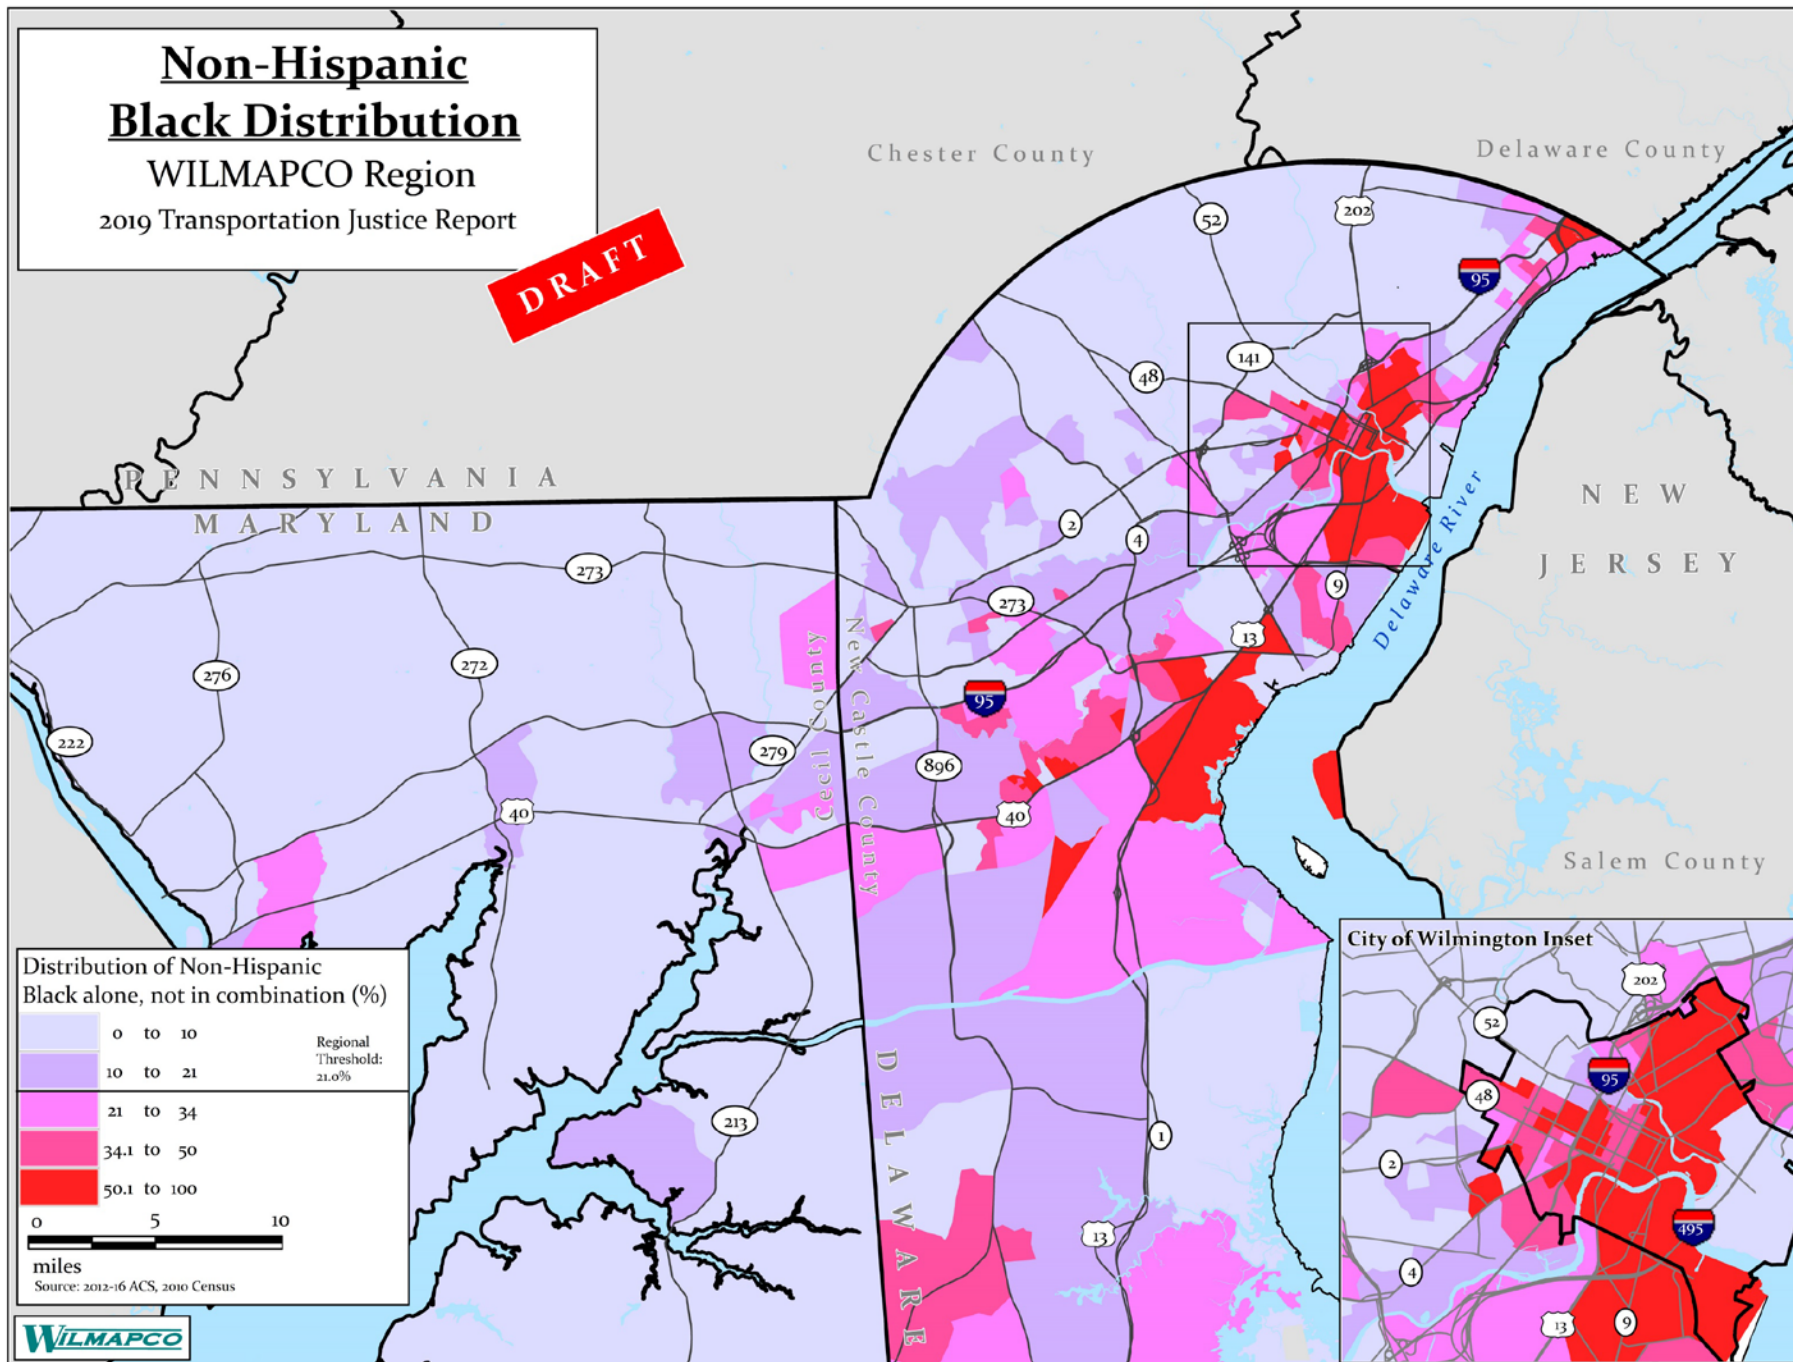 Non-Hispanic
Black Distribution
WILMAPCO Region
2019 Transportation Justice Report
DRAFT
Chester County
Delaware County
PENNSYLVANIA
MARYLAND
NEW
JERSEY
Delaware River
Cecil County
New Castle County
Salem County
DELAWARE
52
202
95
141
48
2
4
273
273
9
13
276
272
222
279
95
896
40
40
213
1
13
City of Wilmington Inset
202
52
95
48
2
495
4
13
9
Distribution of Non-Hispanic
Black alone, not in combination (%)
0 to 10
10 to 21
Regional
Threshold:
21.0%
21 to 34
34.1 to 50
50.1 to 100
0 5 10
miles
Source: 2012-16 ACS, 2010 Census
WILMAPCO